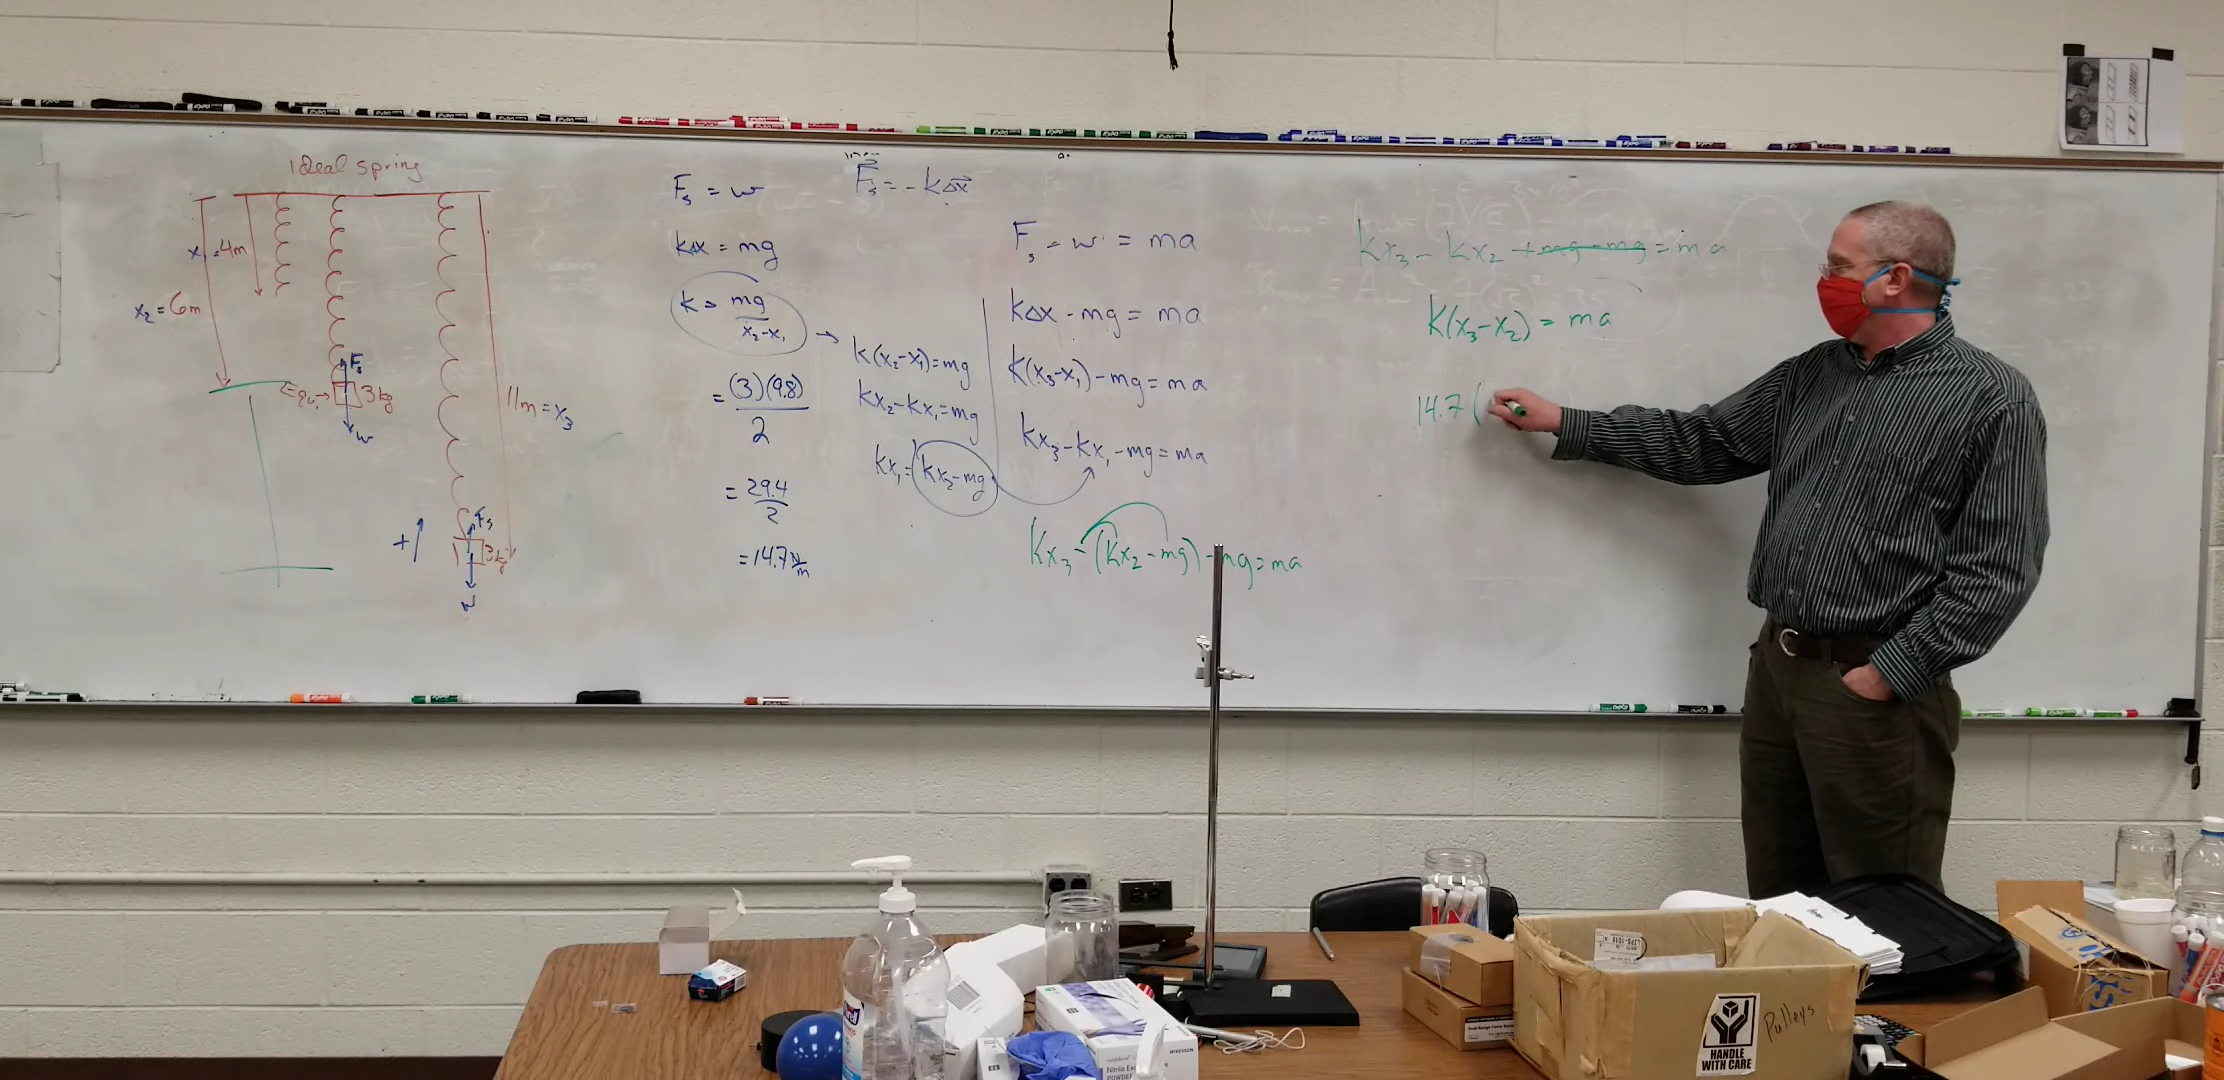 ideal spring
x₁=4m
x₂=6m
Fs
Equ.→
3kg
w
11m=x₃
+
Fs
3kg
w
Fs = w
kΔx = mg
k = mg/(x₂-x₁)
= (3)(9.8)/2
= 29.4/2
= 14.7 N/m
Fs = -kΔx
k(x₂-x₁)=mg
kx₂-kx₁=mg
kx₁=kx₂-mg
Fs - w = ma
kΔx - mg = ma
k(x₃-x₁)-mg=ma
kx₃-kx₁-mg=ma
kx₃-(kx₂-mg)-mg=ma
kx₃-kx₂+mg-mg=ma
k(x₃-x₂)=ma
14.7(
Pulleys
HANDLE
WITH CARE